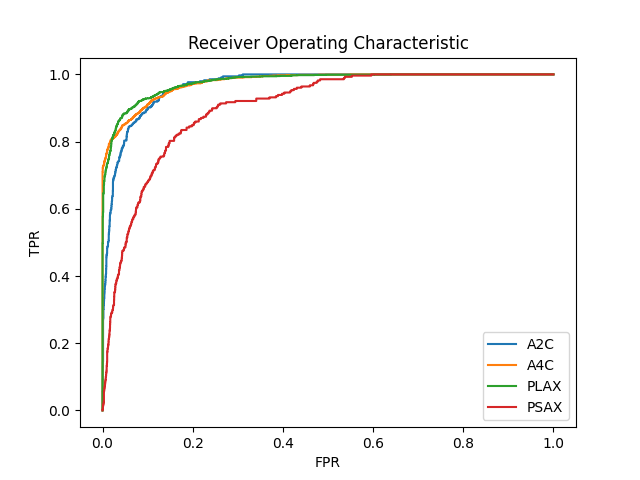 Receiver Operating Characteristic
TPR
1.0
0.8
0.6
0.4
0.2
0.0
A2C
A4C
PLAX
PSAX
0.0 0.2 0.4 0.6 0.8 1.0
FPR